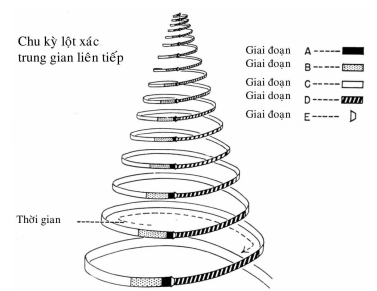 Chu kỳ lột xác
trung gian liên tiếp
Giai đoạn A
Giai đoạn B
Giai đoạn C
Giai đoạn D
Giai đoạn E
Thời gian